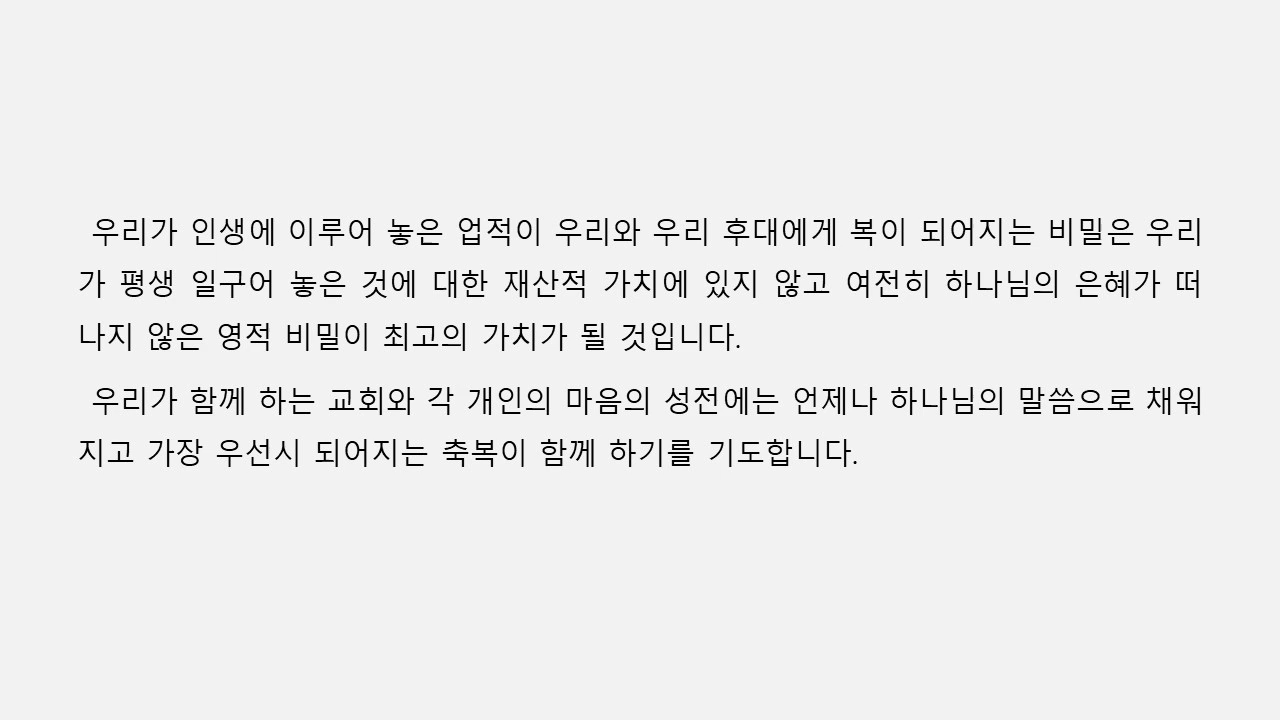 우리가 인생에 이루어 놓은 업적이 우리와 우리 후대에게 복이 되어지는 비밀은 우리
가 평생 일구어 놓은 것에 대한 재산적 가치에 있지 않고 여전히 하나님의 은혜가 떠
나지 않은 영적 비밀이 최고의 가치가 될 것입니다.
우리가 함께 하는 교회와 각 개인의 마음의 성전에는 언제나 하나님의 말씀으로 채워
지고 가장 우선시 되어지는 축복이 함께 하기를 기도합니다.